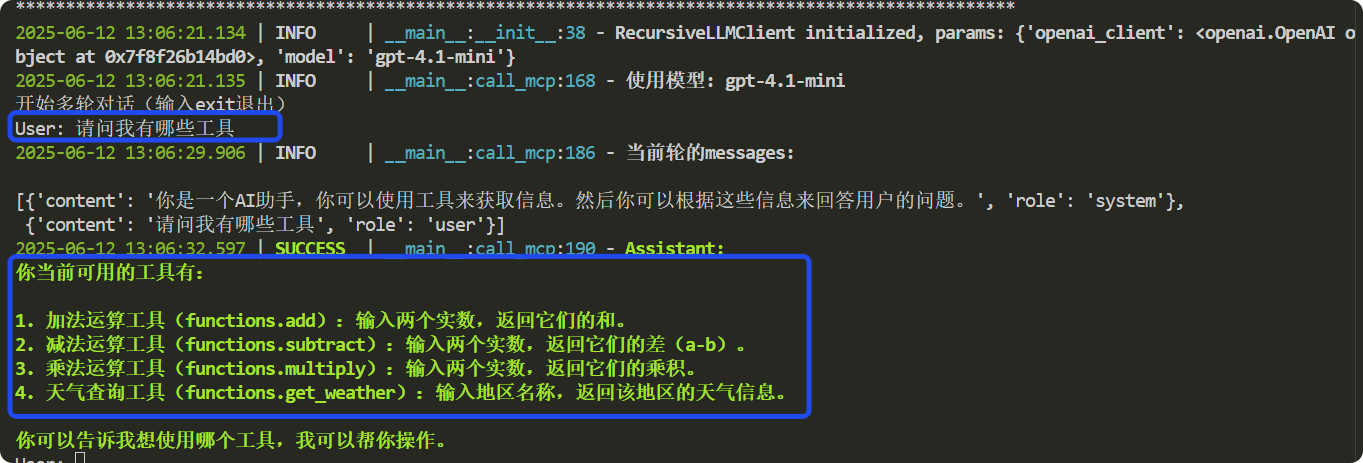 ****************************************************************************************************
2025-06-12 13:06:21.134 | INFO     | __main__:__init__:38 - RecursiveLLMClient initialized, params: {'openai_client': <openai.OpenAI o
bject at 0x7f8f26b14bd0>, 'model': 'gpt-4.1-mini'}
2025-06-12 13:06:21.135 | INFO     | __main__:call_mcp:168 - 使用模型: gpt-4.1-mini
开始多轮对话（输入exit退出）
User: 请问我有哪些工具
2025-06-12 13:06:29.906 | INFO     | __main__:call_mcp:186 - 当前轮的messages:
[{'content': '你是一个AI助手，你可以使用工具来获取信息。然后你可以根据这些信息来回答用户的问题。', 'role': 'system'},
 {'content': '请问我有哪些工具', 'role': 'user'}]
2025-06-12 13:06:32.597 | SUCCESS  | __main__:call_mcp:190 - Assistant:
你当前可用的工具有：
1. 加法运算工具（functions.add）：输入两个实数，返回它们的和。
2. 减法运算工具（functions.subtract）：输入两个实数，返回它们的差（a-b）。
3. 乘法运算工具（functions.multiply）：输入两个实数，返回它们的乘积。
4. 天气查询工具（functions.get_weather）：输入地区名称，返回该地区的天气信息。
你可以告诉我想使用哪个工具，我可以帮你操作。
User: